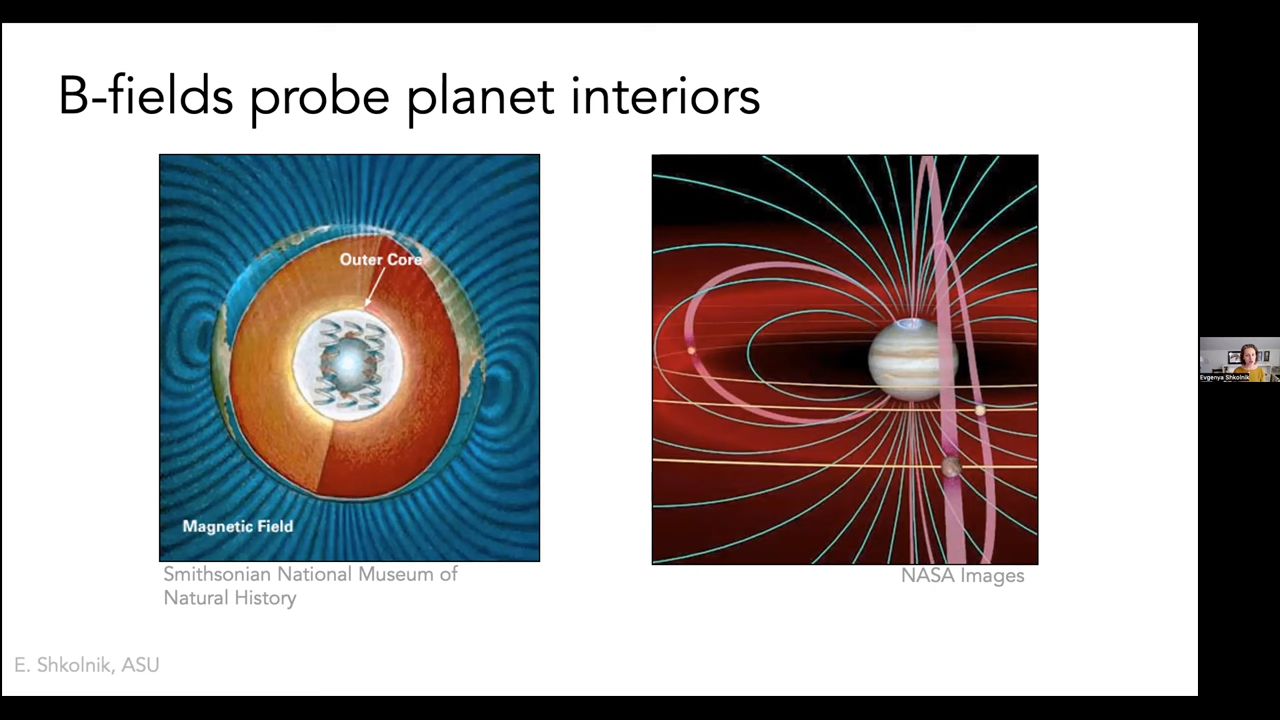 B-fields probe planet interiors
Outer Core
Magnetic Field
Smithsonian National Museum of
Natural History
NASA Images
Evgenya Shkolnik
E. Shkolnik, ASU